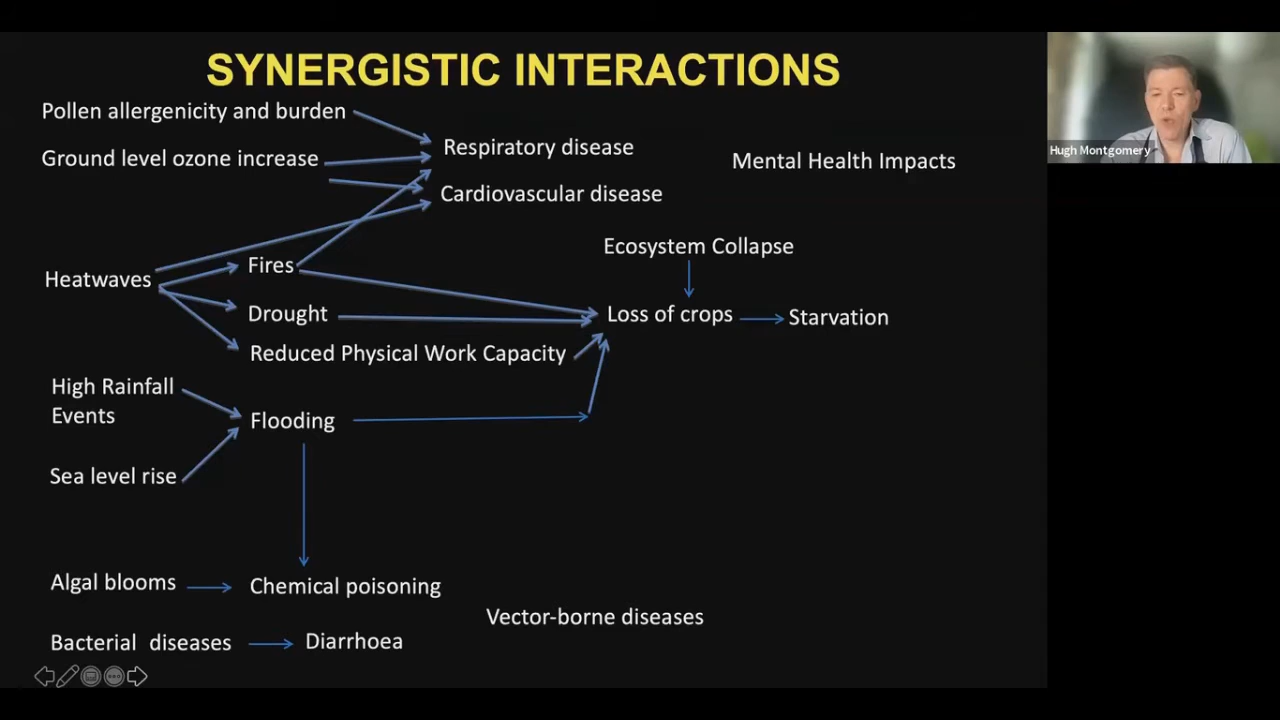 SYNERGISTIC INTERACTIONS
Pollen allergenicity and burden
Ground level ozone increase
Respiratory disease
Cardiovascular disease
Mental Health Impacts
Hugh Montgomery
Ecosystem Collapse
Heatwaves
Fires
Drought
Reduced Physical Work Capacity
Loss of crops
Starvation
High Rainfall
Events
Flooding
Sea level rise
Algal blooms
Chemical poisoning
Vector-borne diseases
Bacterial diseases
Diarrhoea